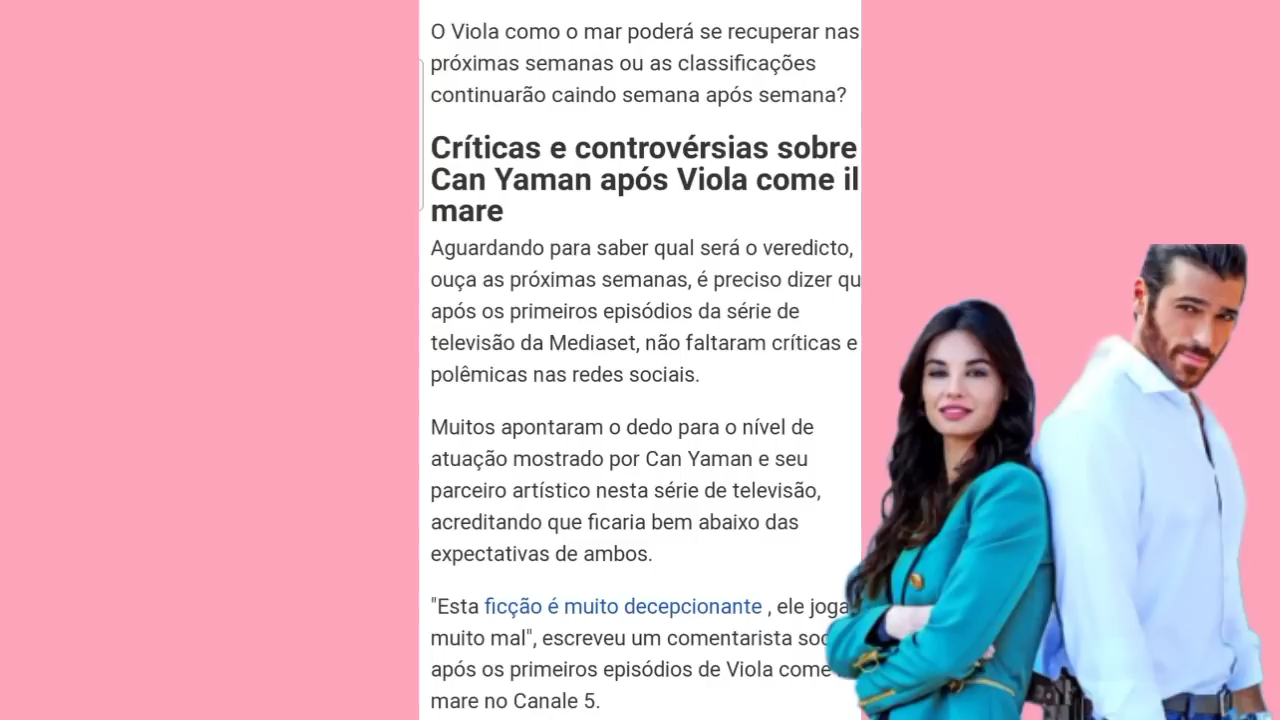 O Viola como o mar poderá se recuperar nas
próximas semanas ou as classificações
continuarão caindo semana após semana?
Críticas e controvérsias sobre
Can Yaman após Viola come il
mare
Aguardando para saber qual será o veredicto,
ouça as próximas semanas, é preciso dizer qu
após os primeiros episódios da série de
televisão da Mediaset, não faltaram críticas e
polêmicas nas redes sociais.
Muitos apontaram o dedo para o nível de
atuação mostrado por Can Yaman e seu
parceiro artístico nesta série de televisão,
acreditando que ficaria bem abaixo das
expectativas de ambos.
"Esta ficção é muito decepcionante , ele joga
muito mal", escreveu um comentarista soc
após os primeiros episódios de Viola come
mare no Canale 5.